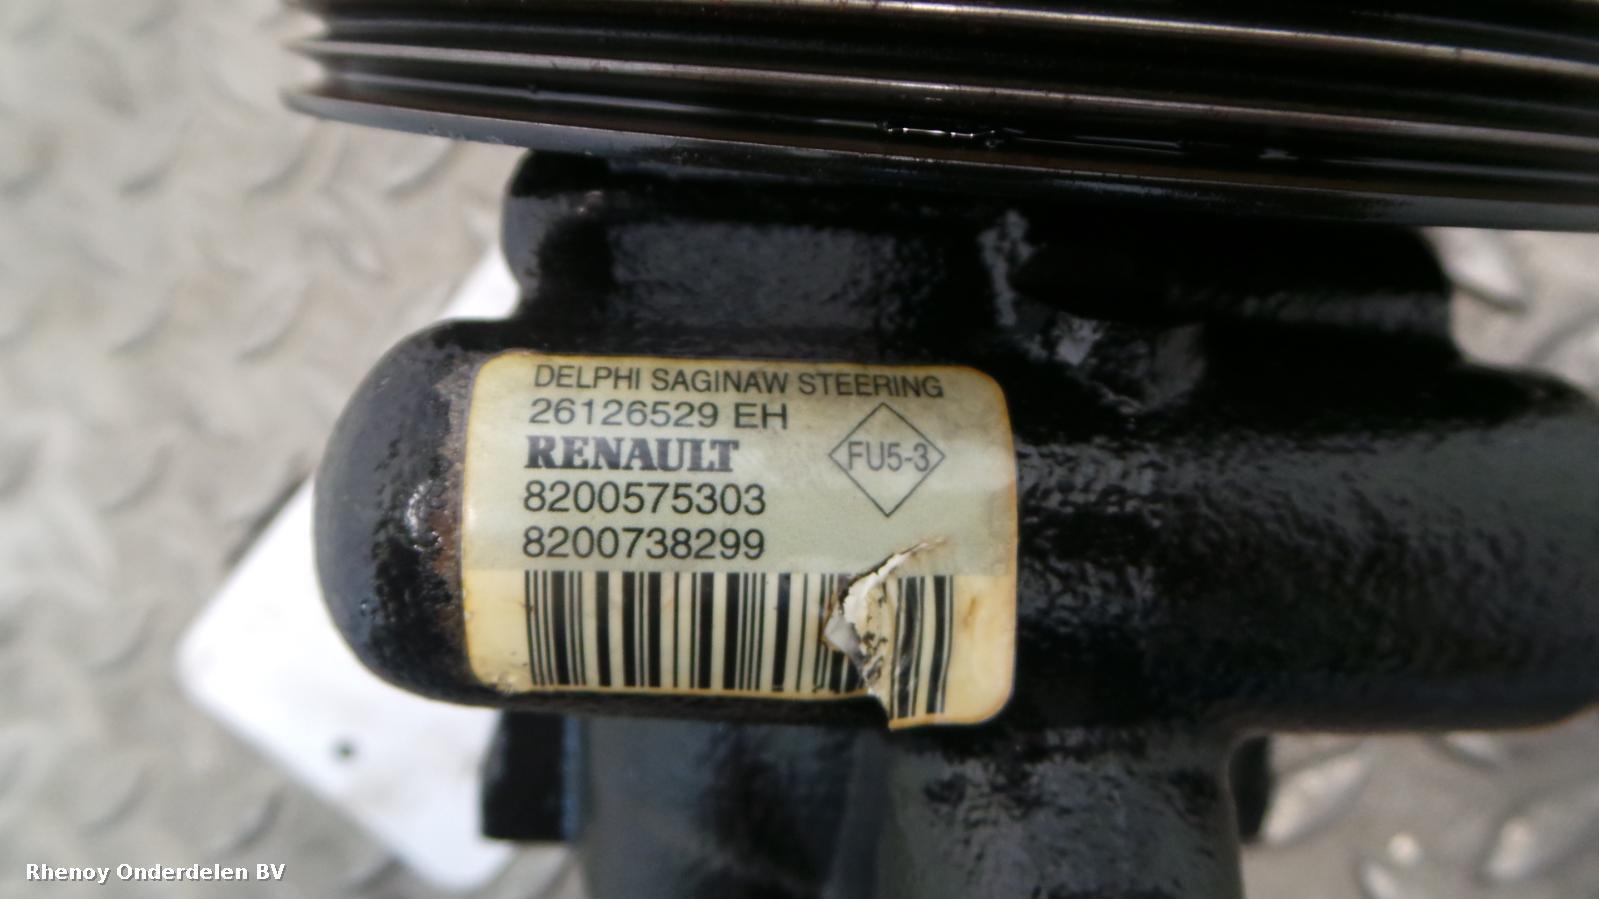 DELPHI SAGINAW STEERING
26126529 EH
RENAULT
FU5-3
8200575303
8200738299
Rhenoy Onderdelen BV